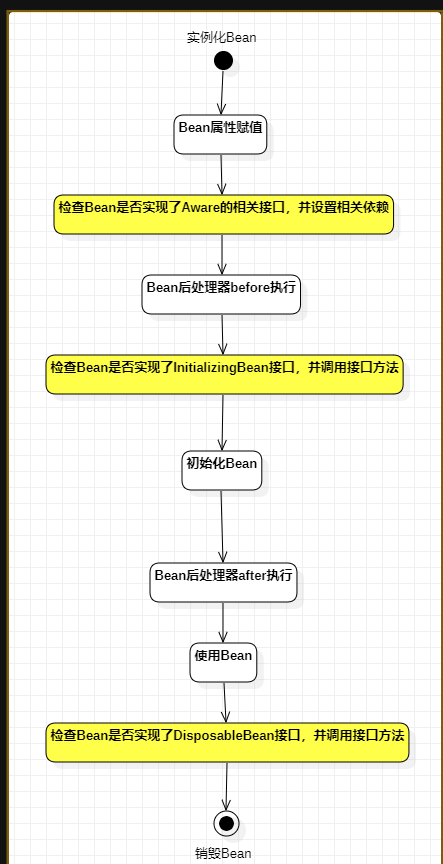 实例化Bean
Bean属性赋值
检查Bean是否实现了Aware的相关接口，并设置相关依赖
Bean后处理器before执行
检查Bean是否实现了InitializingBean接口，并调用接口方法
初始化Bean
Bean后处理器after执行
使用Bean
检查Bean是否实现了DisposableBean接口，并调用接口方法
销毁Bean